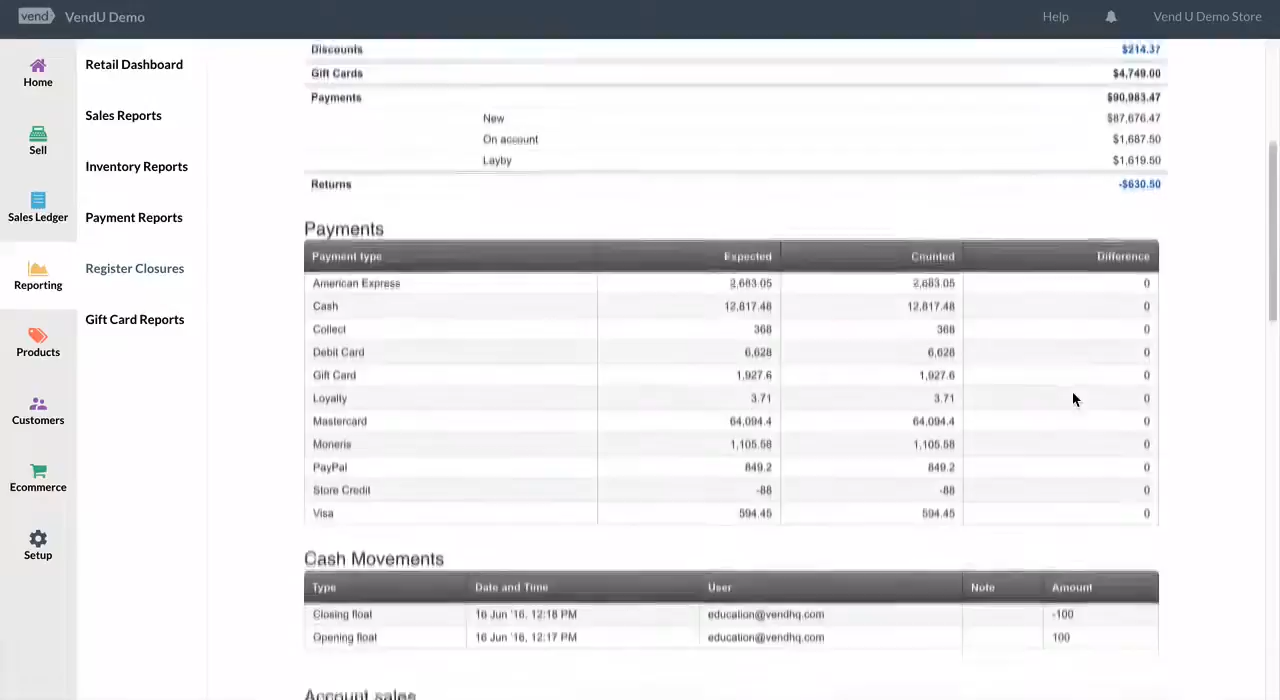 vend VendU Demo Help Vend U Demo Store
Home
Sell
Sales Ledger
Reporting
Products
Customers
Ecommerce
Setup
Retail Dashboard
Sales Reports
Inventory Reports
Payment Reports
Register Closures
Gift Card Reports
Discounts $214.37
Gift Cards $4,749.00
Payments $90,983.47
New $87,676.47
On account $1,687.50
Layby $1,619.50
Returns -$630.50
Payments
Payment type Expected Counted Difference
American Express 2,683.05 2,683.05 0
Cash 12,817.48 12,817.48 0
Collect 368 368 0
Debit Card 6,628 6,628 0
Gift Card 1,927.6 1,927.6 0
Loyalty 3.71 3.71 0
Mastercard 64,094.4 64,094.4 0
Moneris 1,105.58 1,105.58 0
PayPal 849.2 849.2 0
Store Credit -88 -88 0
Visa 594.45 594.45 0
Cash Movements
Type Date and Time User Note Amount
Closing float 16 Jun '16, 12:18 PM education@vendhq.com -100
Opening float 16 Jun '16, 12:17 PM education@vendhq.com 100
Account sales